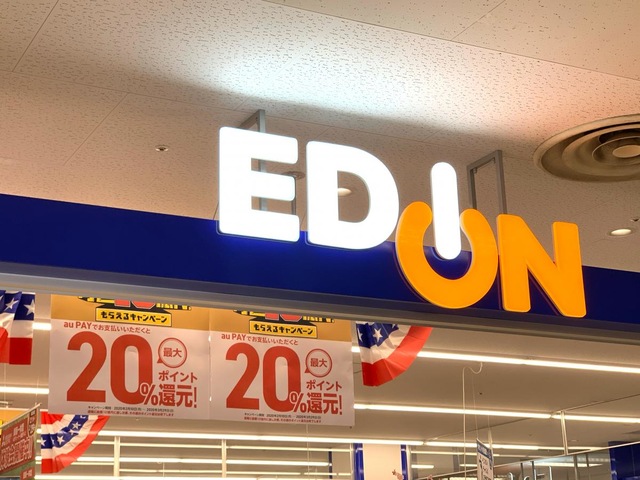 EDION
もらえるキャンペーン
au PAYでお支払いいただくと
20%
最大
ポイント
還元!
もらえるキャンペーン
au PAYでお支払いいただくと
20%
最大
ポイント
還元!